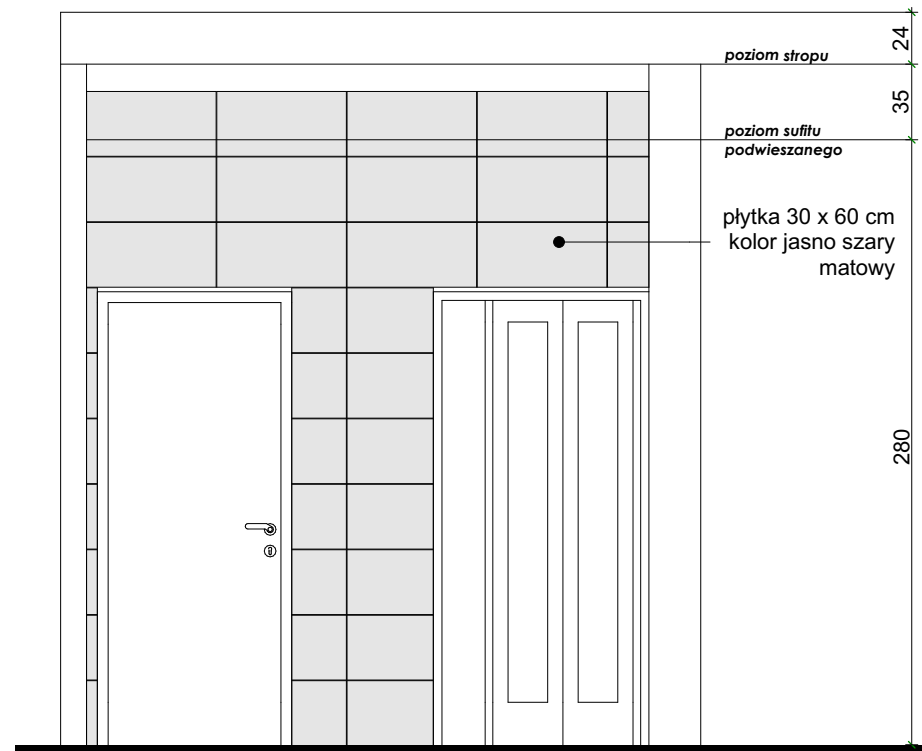 24
poziom stropu
35
poziom sufitu
podwieszanego
płytka 30 x 60 cm
kolor jasno szary
matowy
280